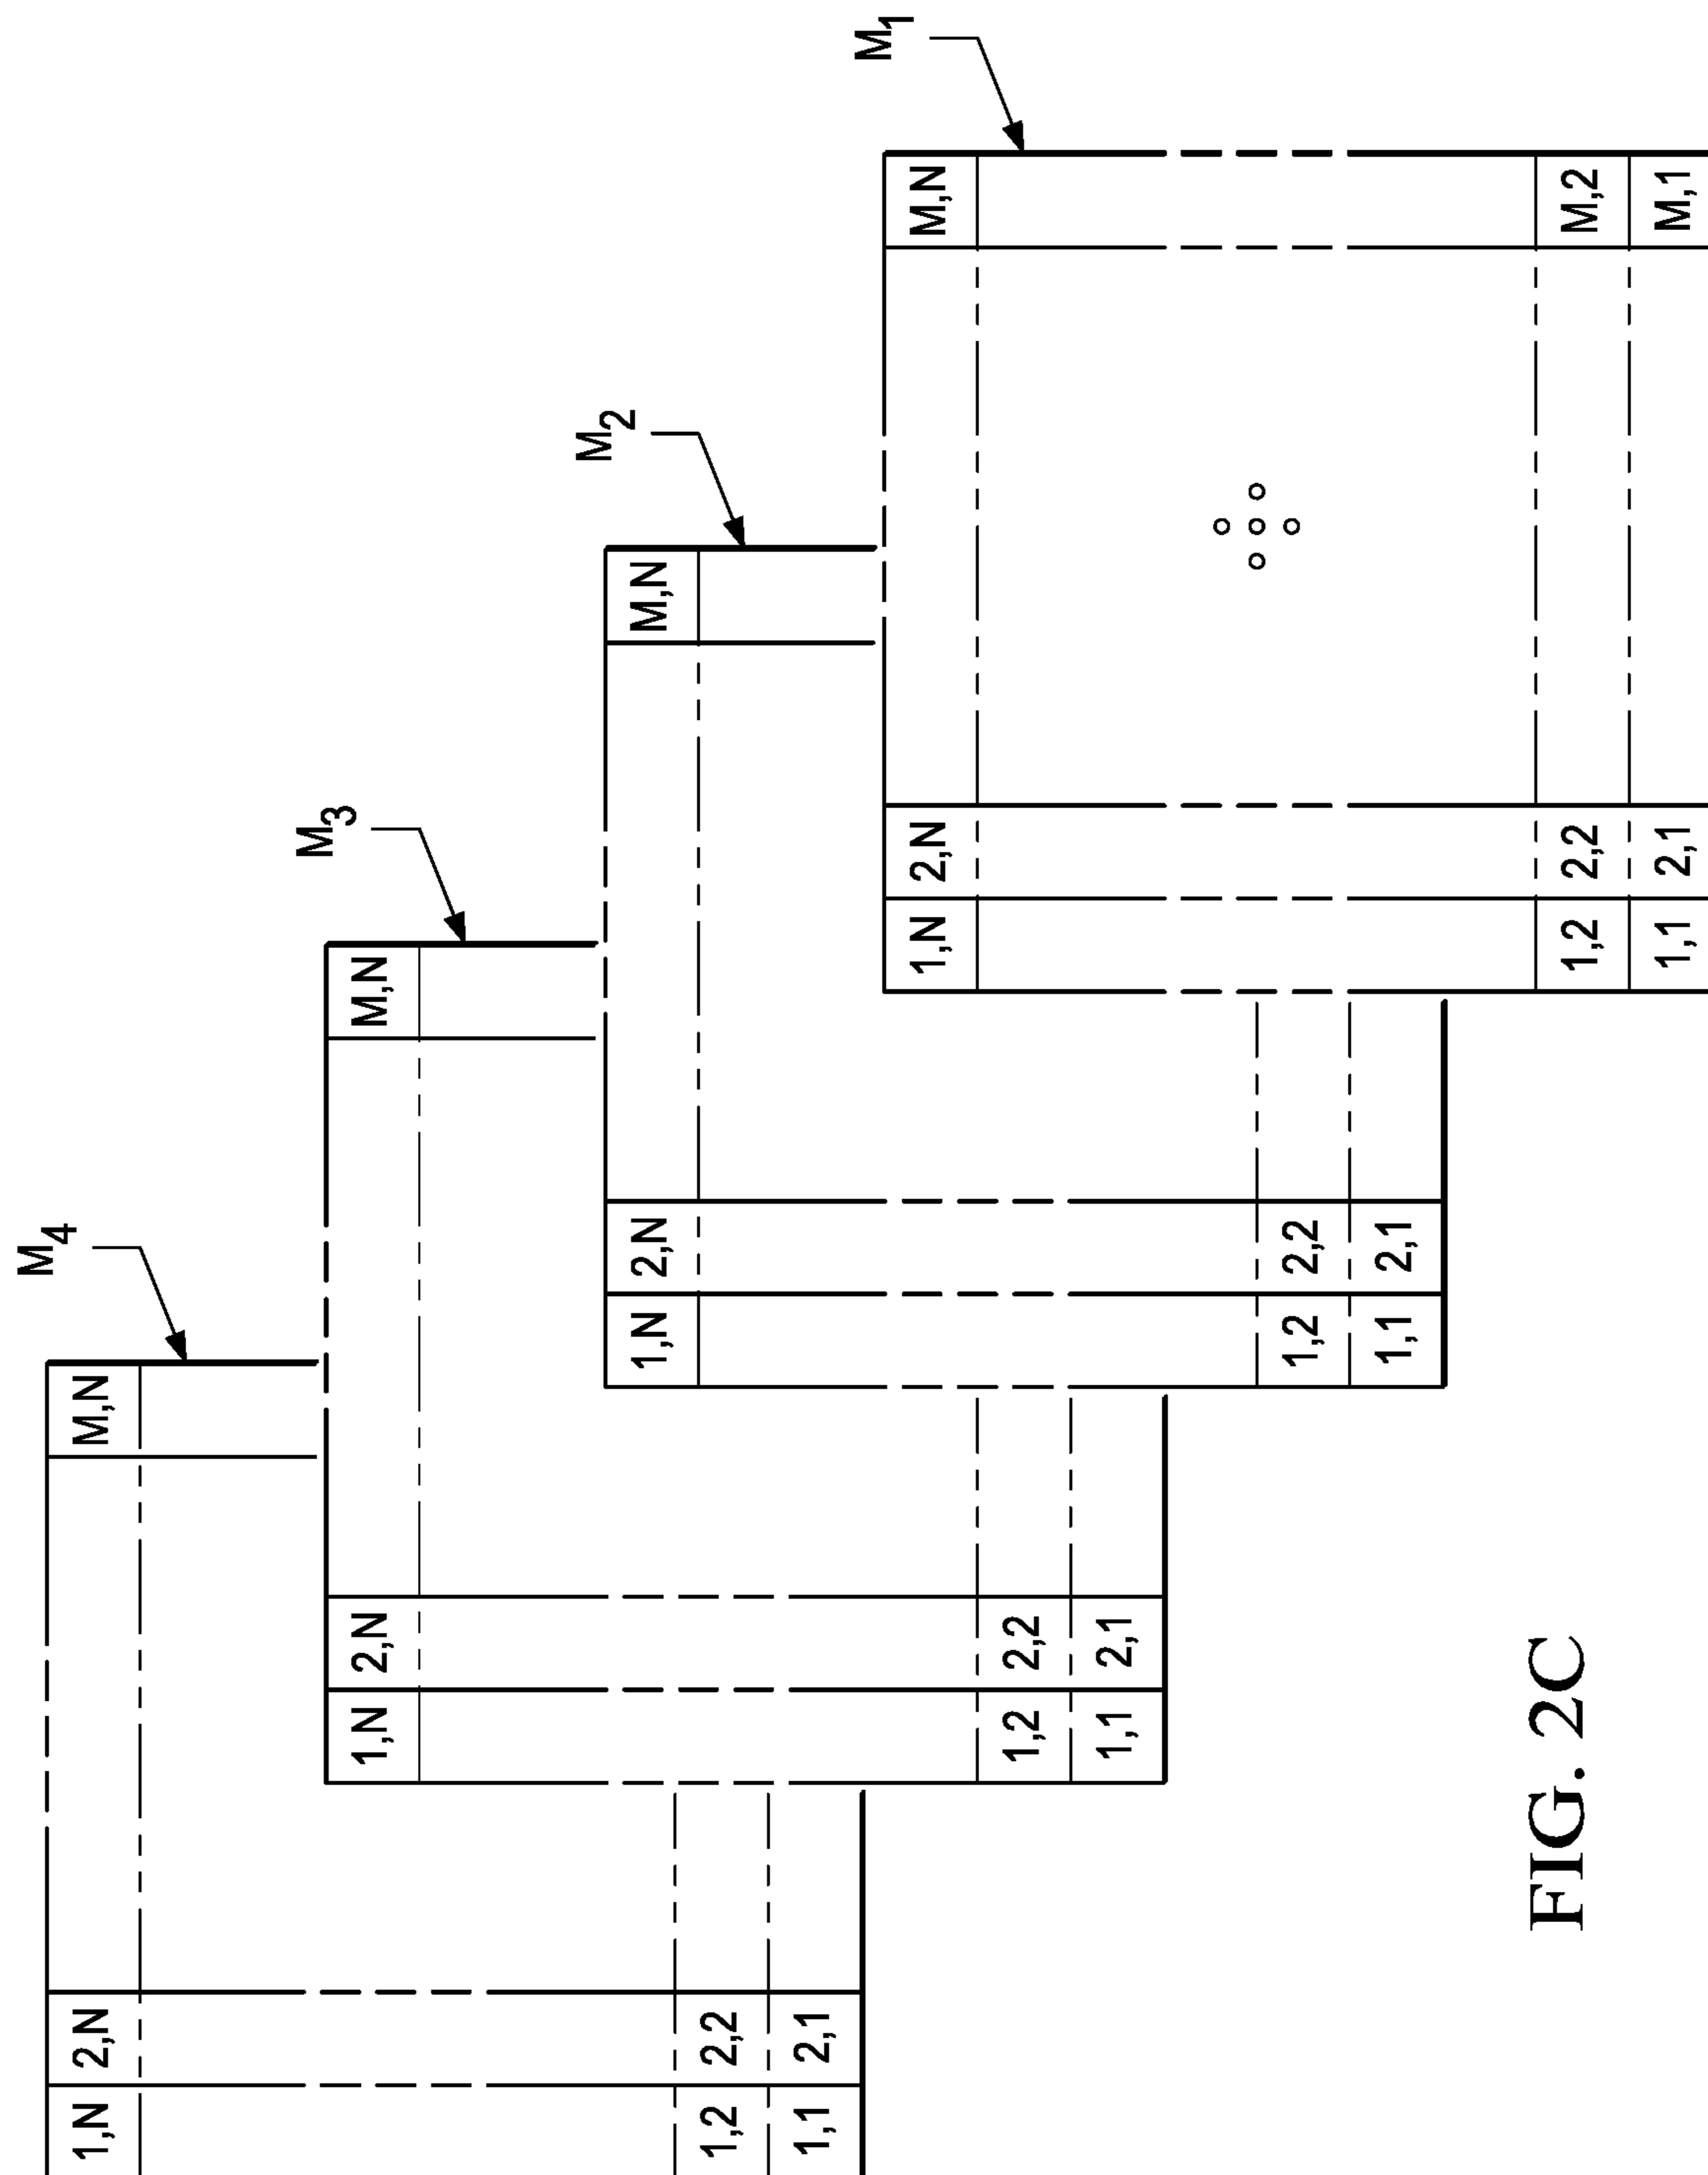 M4
1,N 2,N M,N
1,2 2,2
1,1 2,1
M3
1,N 2,N M,N
1,2 2,2
1,1 2,1
M2
1,N 2,N M,N
1,2 2,2
1,1 2,1
M1
1,N 2,N M,N
1,2 2,2 M,2
1,1 2,1 M,1
FIG. 2C